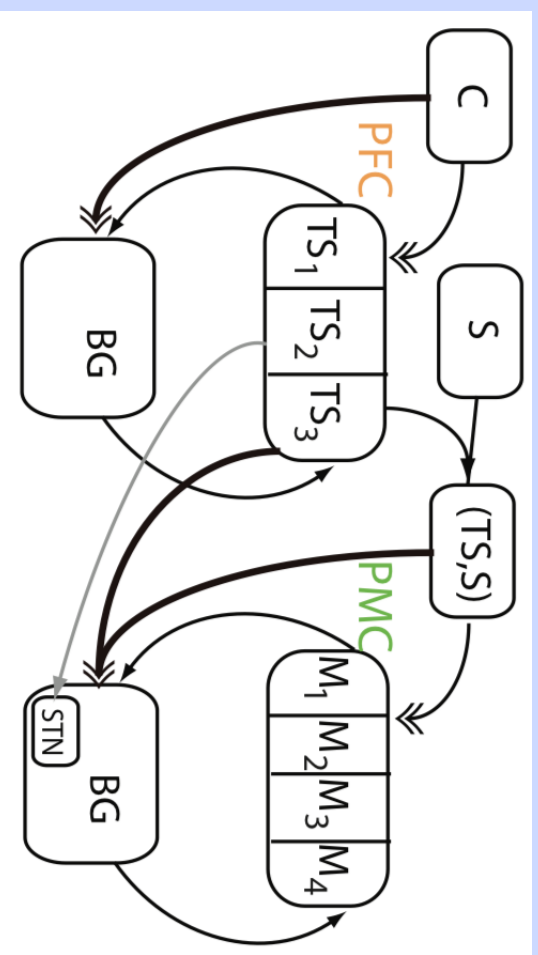 C
S
(TS,S)
PFC
TS1 TS2 TS3
PMC
M1 M2 M3 M4
BG
STN
BG